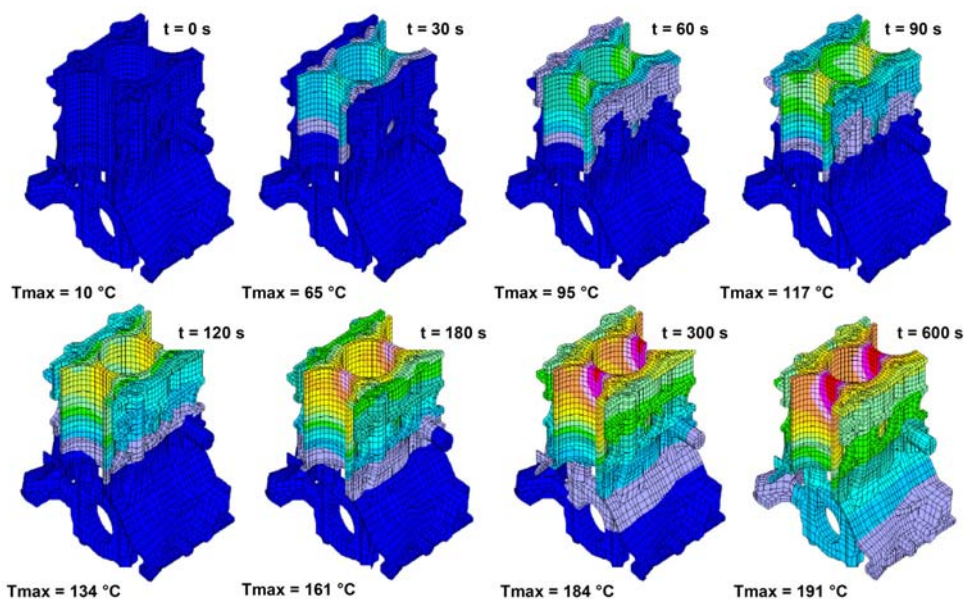 t = 0 s
t = 30 s
t = 60 s
t = 90 s
Tmax = 10 °C
Tmax = 65 °C
Tmax = 95 °C
Tmax = 117 °C
t = 120 s
t = 180 s
t = 300 s
t = 600 s
Tmax = 134 °C
Tmax = 161 °C
Tmax = 184 °C
Tmax = 191 °C